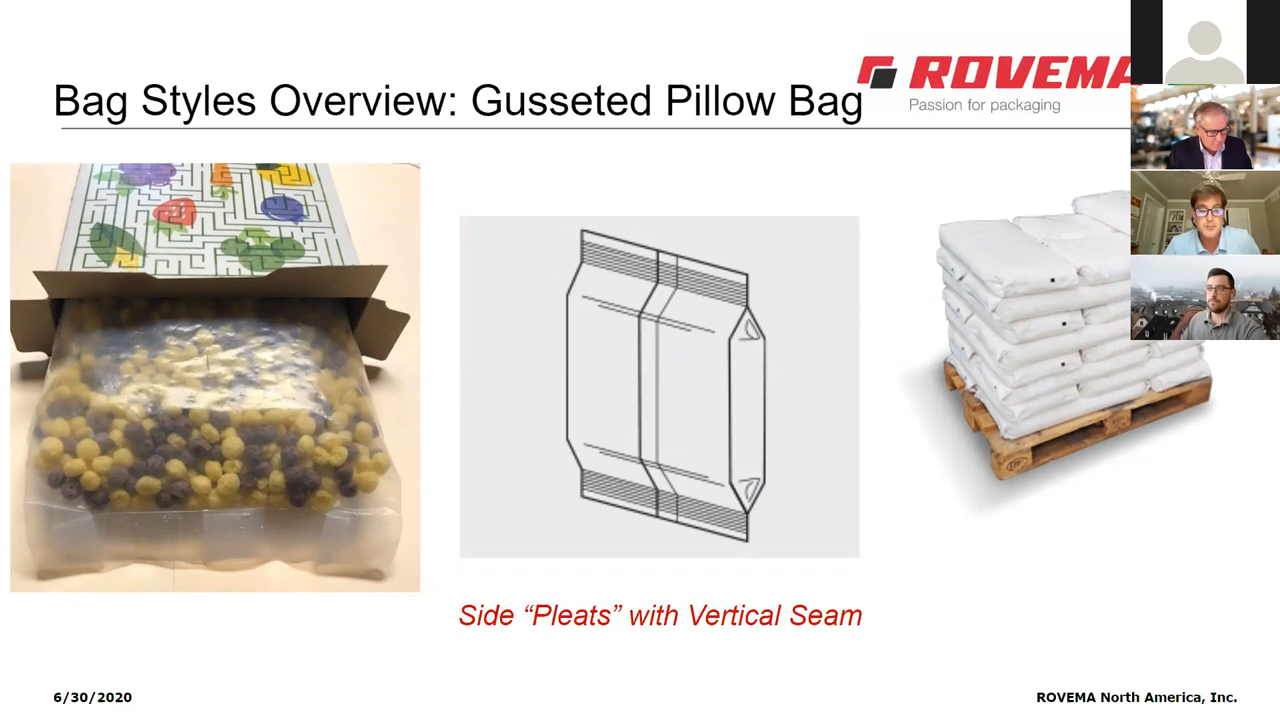 Bag Styles Overview: Gusseted Pillow Bag
ROVEMA
Passion for packaging
Side “Pleats” with Vertical Seam
6/30/2020
ROVEMA North America, Inc.